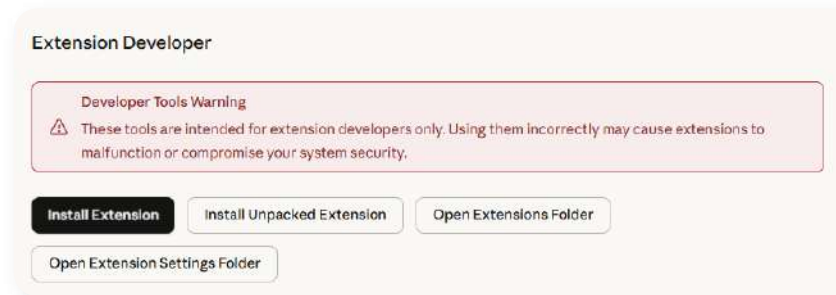 Extension Developer
Developer Tools Warning
These tools are intended for extension developers only. Using them incorrectly may cause extensions to
malfunction or compromise your system security.
Install Extension
Install Unpacked Extension
Open Extensions Folder
Open Extension Settings Folder